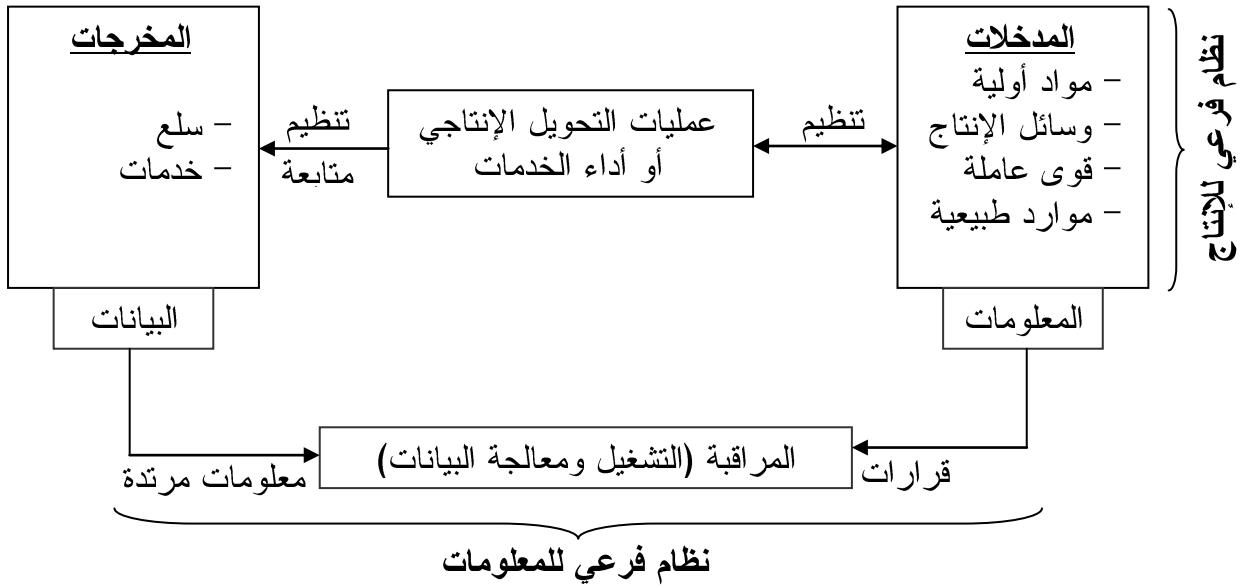 المدخلات
– مواد أولية
– وسائل الإنتاج
– قوى عاملة
– موارد طبيعية
نظام فرعي للإنتاج
تنظيم
عمليات التحويل الإنتاجي
أو أداء الخدمات
تنظيم
متابعة
المخرجات
– سلع
– خدمات
المعلومات
البيانات
المراقبة (التشغيل ومعالجة البيانات)
قرارات
معلومات مرتدة
نظام فرعي للمعلومات